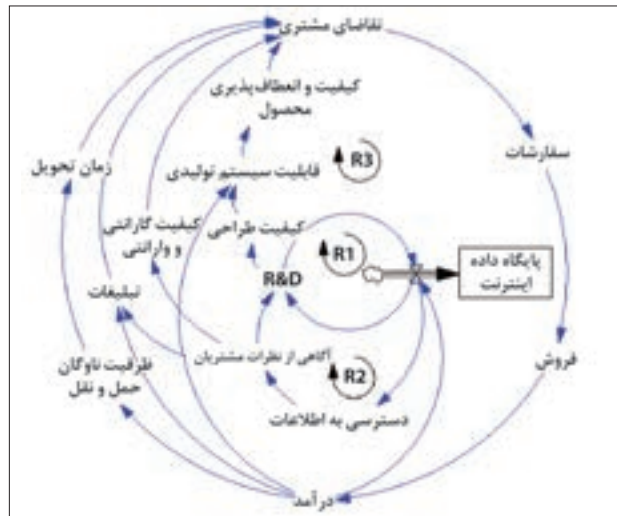 تقاضای مشتری
کیفیت و انعطاف‌پذیری
محصول
سفارشات
زمان تحویل
قابلیت سیستم تولیدی
R3
کیفیت گارانتی
و وارانتی
کیفیت طراحی
R1
پایگاه داده
اینترنت
R&D
تبلیغات
آگاهی از نظرات مشتریان
R2
ظرفیت ناوگان
حمل و نقل
فروش
دسترسی به اطلاعات
درآمد